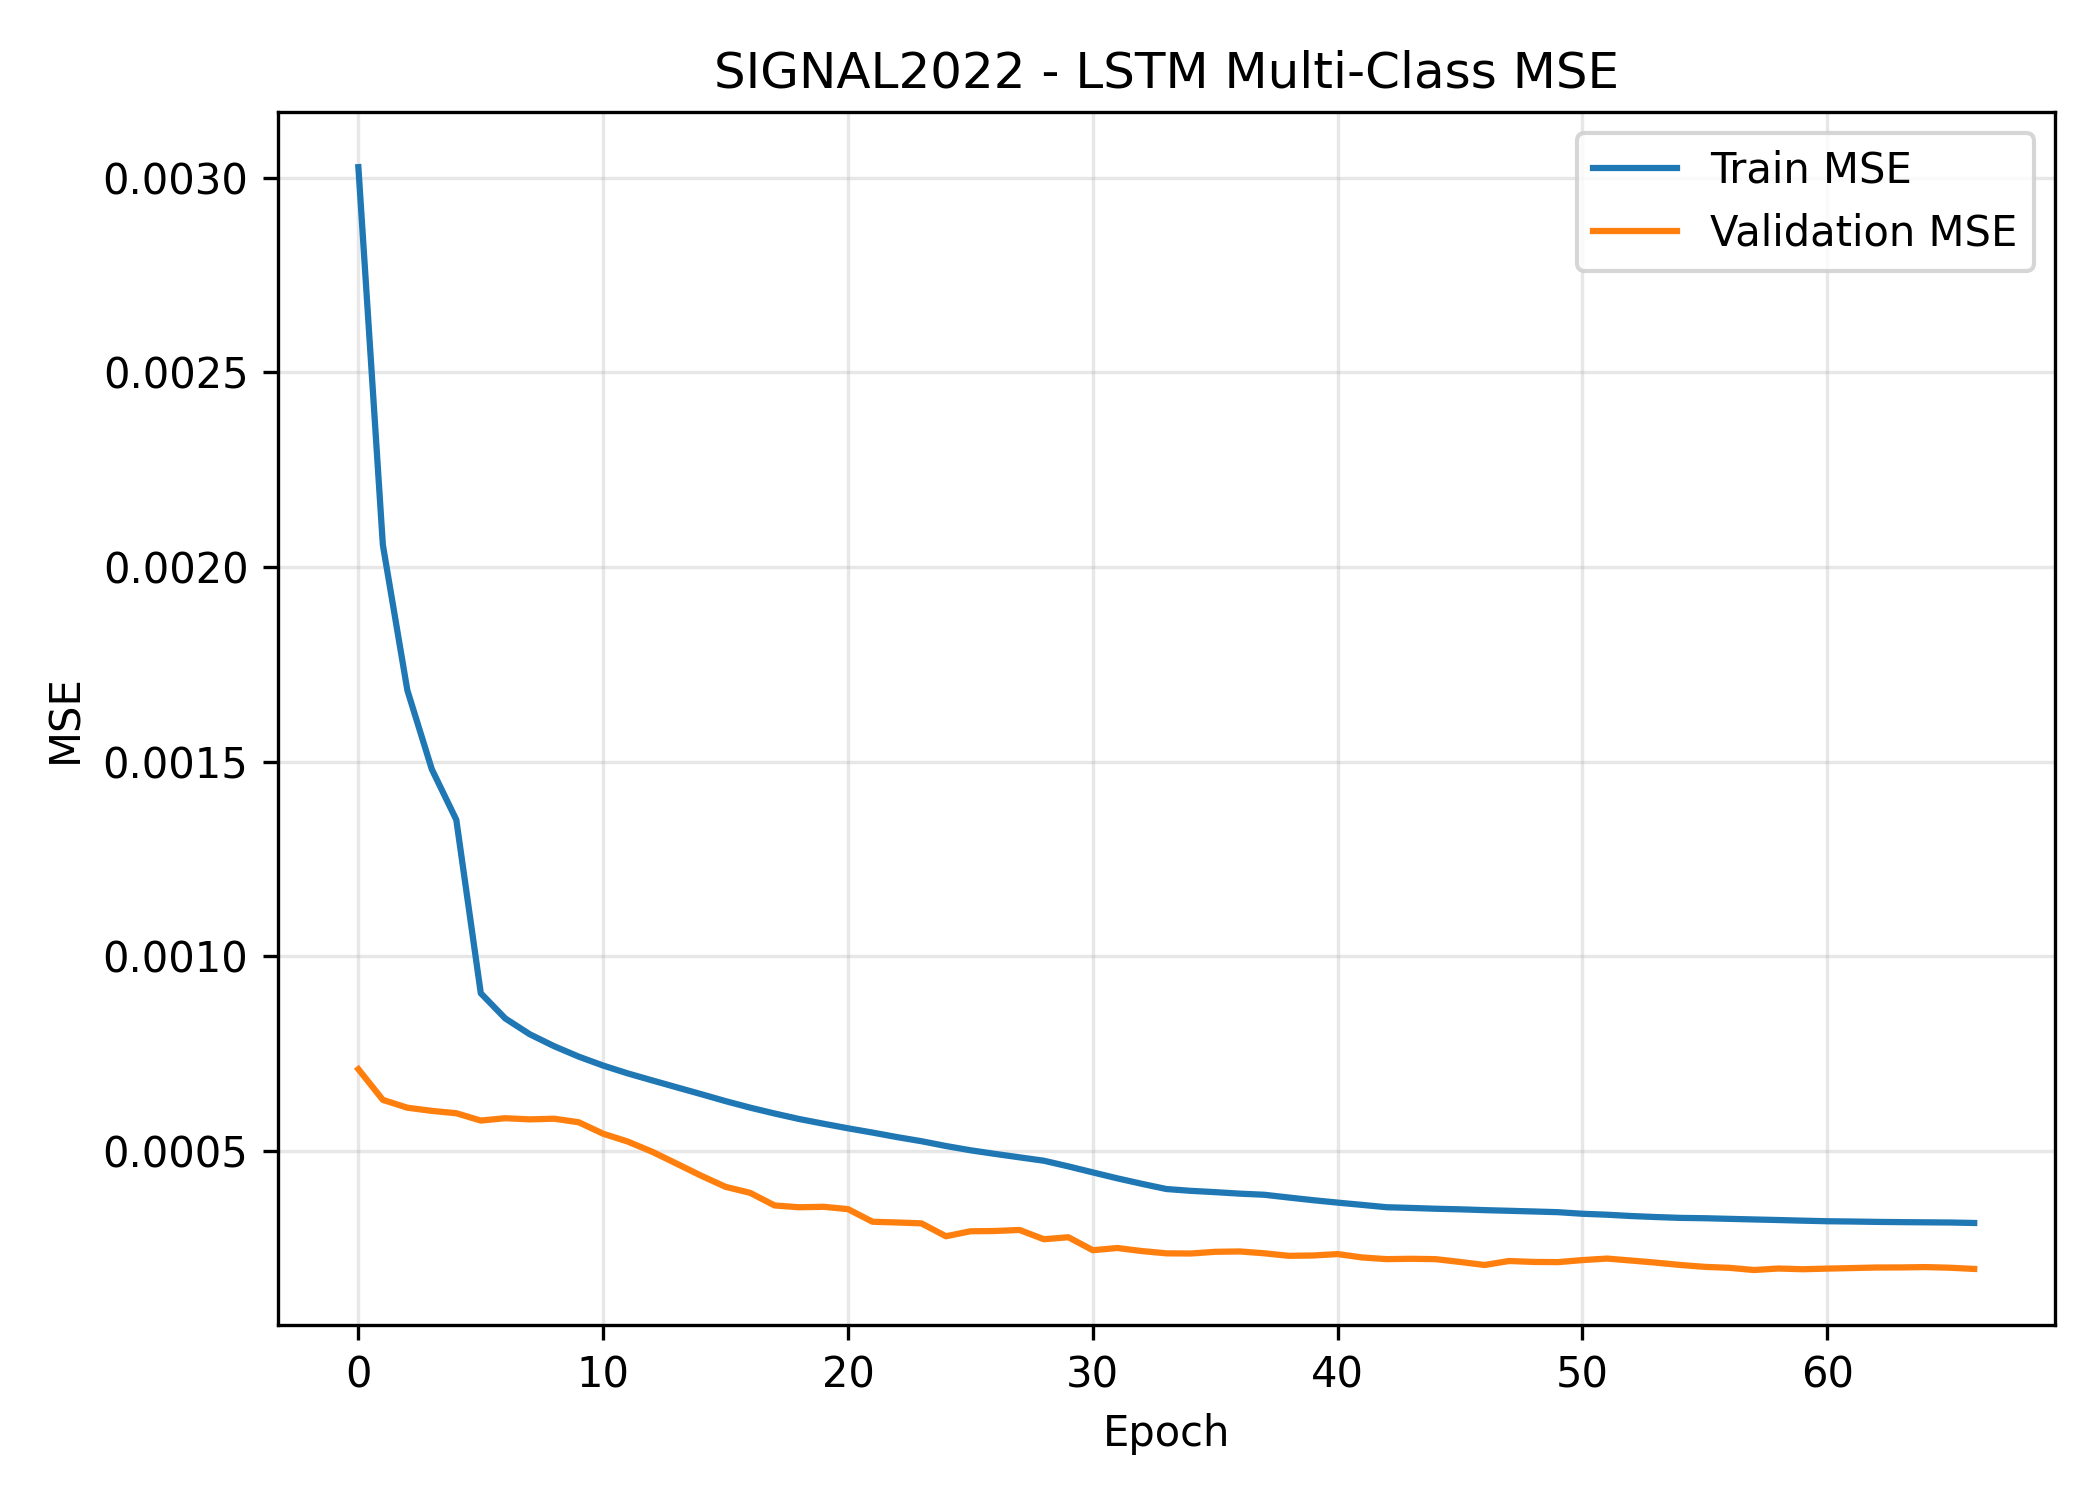 SIGNAL2022 - LSTM Multi-Class MSE
Train MSE
Validation MSE
0.0030
0.0025
0.0020
0.0015
0.0010
0.0005
MSE
0 10 20 30 40 50 60
Epoch